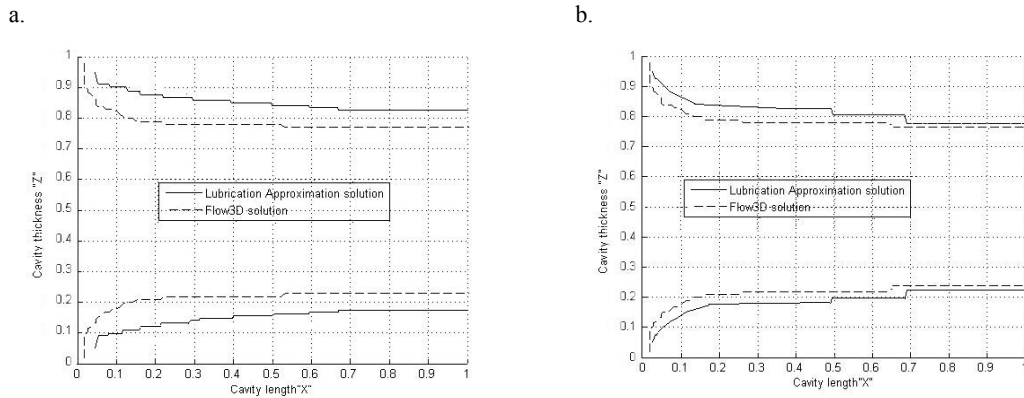 a.
1
0.9
0.8
0.7
0.6
0.5
0.4
0.3
0.2
0.1
0
Cavity thickness "Z"
Lubrication Approximation solution
Flow3D solution
0 0.1 0.2 0.3 0.4 0.5 0.6 0.7 0.8 0.9 1
Cavity length"X"
b.
1
0.9
0.8
0.7
0.6
0.5
0.4
0.3
0.2
0.1
0
Cavity thickness "Z"
Lubrication Approximation solution
Flow3D solution
0 0.1 0.2 0.3 0.4 0.5 0.6 0.7 0.8 0.9 1
Cavity length"X"